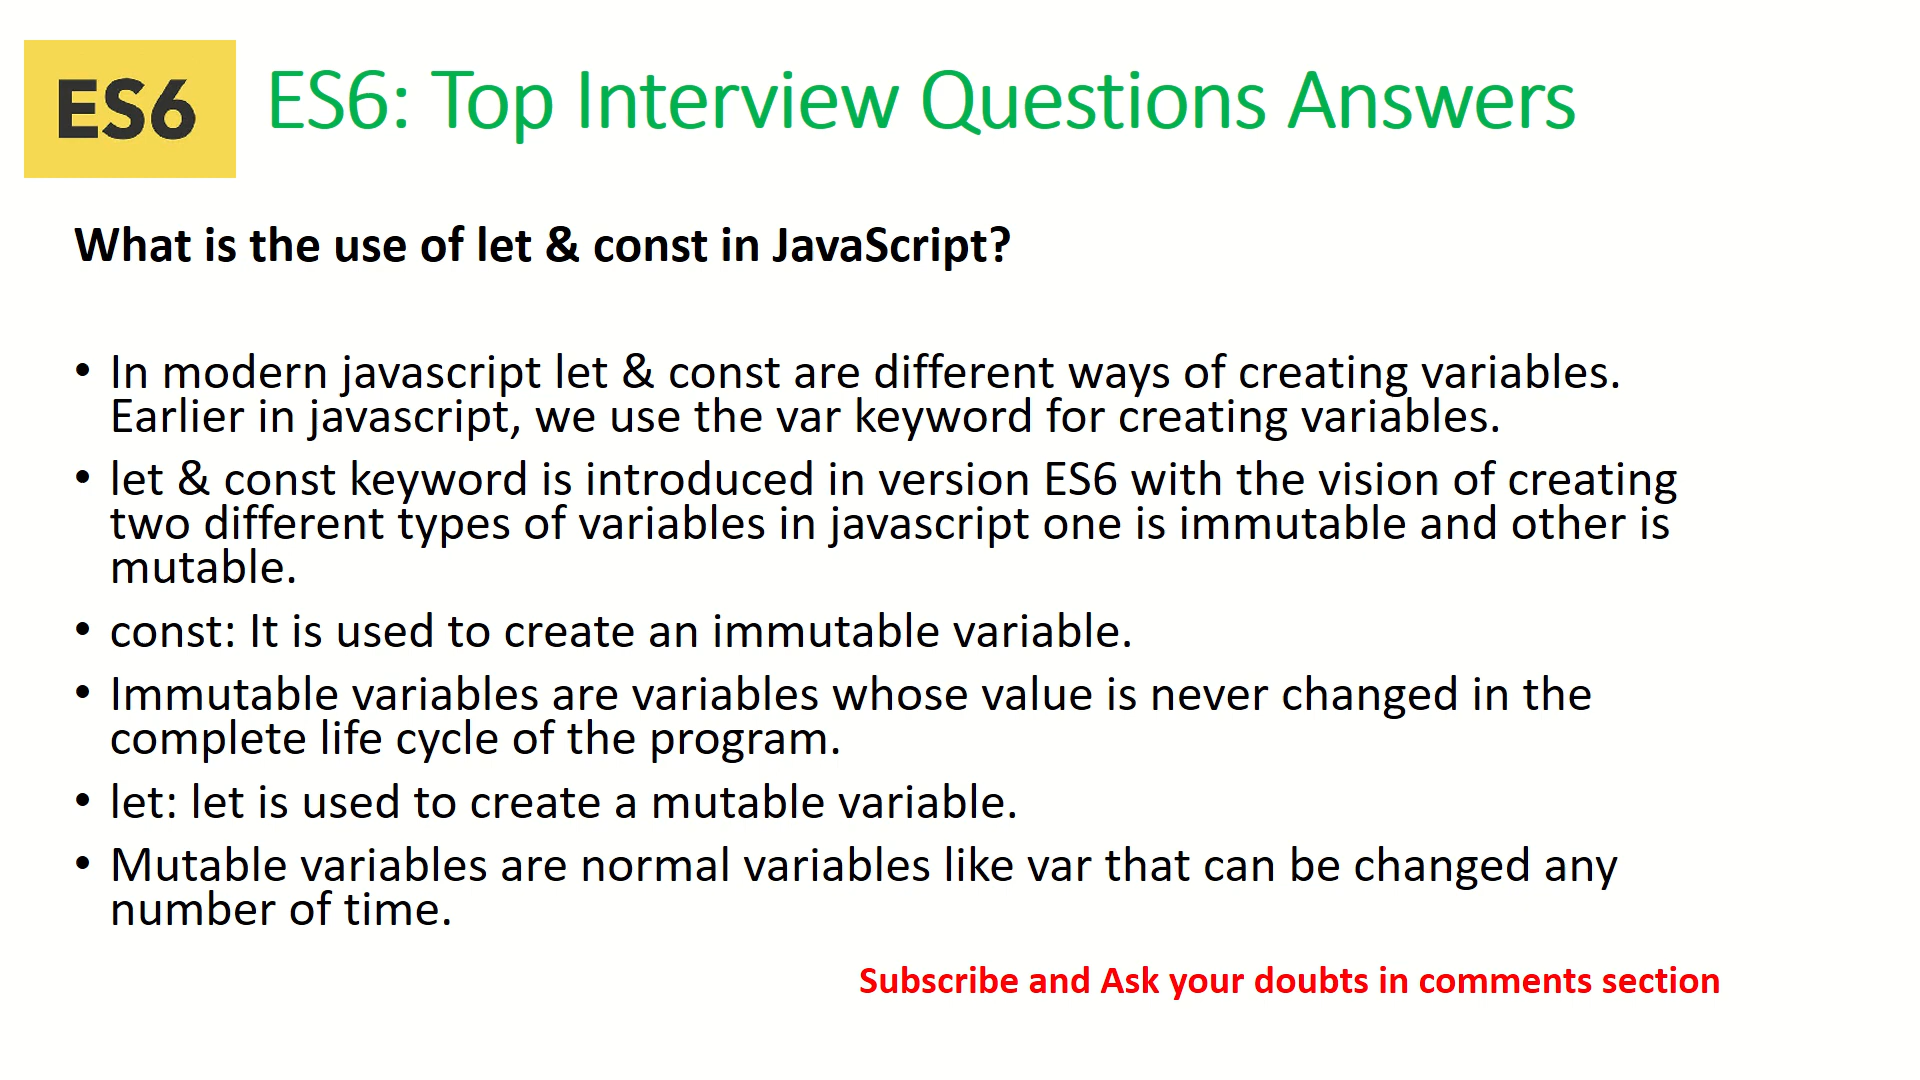 ES6
ES6: Top Interview Questions Answers
What is the use of let & const in JavaScript?
• In modern javascript let & const are different ways of creating variables.
Earlier in javascript, we use the var keyword for creating variables.
• let & const keyword is introduced in version ES6 with the vision of creating
two different types of variables in javascript one is immutable and other is
mutable.
• const: It is used to create an immutable variable.
• Immutable variables are variables whose value is never changed in the
complete life cycle of the program.
• let: let is used to create a mutable variable.
• Mutable variables are normal variables like var that can be changed any
number of time.
Subscribe and Ask your doubts in comments section